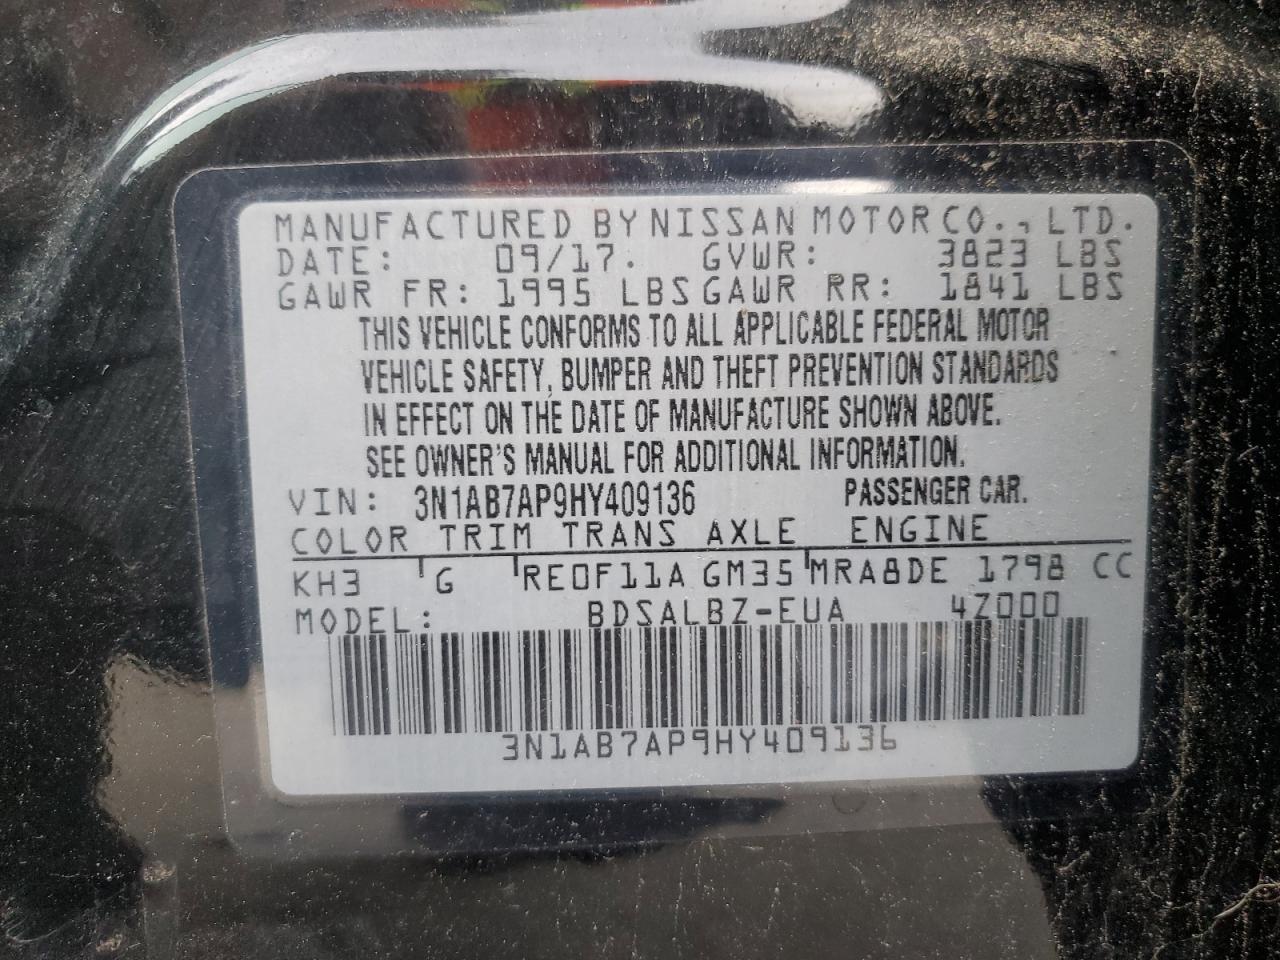 MANUFACTURED BY NISSAN MOTOR CO., LTD.
DATE: 09/17. GVWR: 3823 LBS
GAWR FR: 1995 LBS GAWR RR: 1841 LBS
THIS VEHICLE CONFORMS TO ALL APPLICABLE FEDERAL MOTOR
VEHICLE SAFETY, BUMPER AND THEFT PREVENTION STANDARDS
IN EFFECT ON THE DATE OF MANUFACTURE SHOWN ABOVE.
SEE OWNER'S MANUAL FOR ADDITIONAL INFORMATION.
VIN: 3N1AB7AP9HY409136 PASSENGER CAR.
COLOR TRIM TRANS AXLE ENGINE
KH3 G RE0F11A GM35 MRA8DE 1798 CC
MODEL: BDSALBZ-EUA 4Z000
3N1AB7AP9HY409136